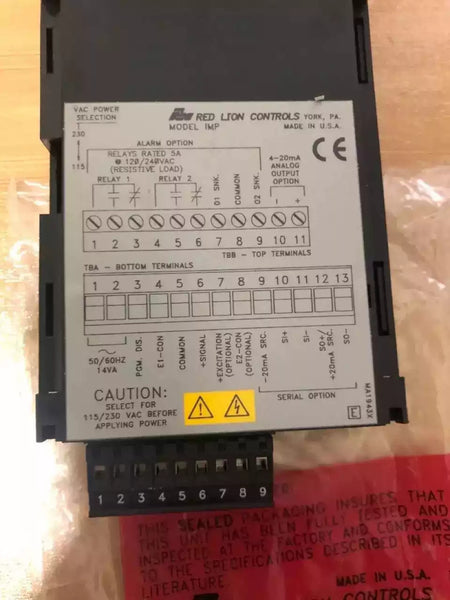 VAC POWER
SELECTION
230
115
RED LION CONTROLS YORK, PA.
MODEL IMP
MADE IN U.S.A.
ALARM OPTION
RELAYS RATED 5A
@ 120/240VAC
(RESISTIVE LOAD)
RELAY 1
RELAY 2
D1 SNK.
COMMON
D2 SNK.
4-20mA
ANALOG
OUTPUT
OPTION
- +
CE
1 2 3 4 5 6 7 8 9 10 11
TBB - TOP TERMINALS
TBA - BOTTOM TERMINALS
1 2 3 4 5 6 7 8 9 10 11 12 13
50/60HZ
14VA
PGM. DIS.
E1-CON
COMMON
+SIGNAL
+EXCITATION
(OPTIONAL)
E2-CON
(OPTIONAL)
-20mA SRC.
SI+
SI-
SO+/
+20mA SRC.
SO-
SERIAL OPTION
CAUTION:
SELECT FOR
115/230 VAC BEFORE
APPLYING POWER
E
MA1943X
1 2 3 4 5 6 7 8 9
THIS SEALED PACKAGING INSURES THAT
THIS UNIT HAS BEEN FULLY TESTED AND
INSPECTED AT THE FACTORY AND CONFORMS
TO THE SPECIFICATIONS DESCRIBED IN ITS
LITERATURE.
MADE IN U.S.A.
LION CONTROLS